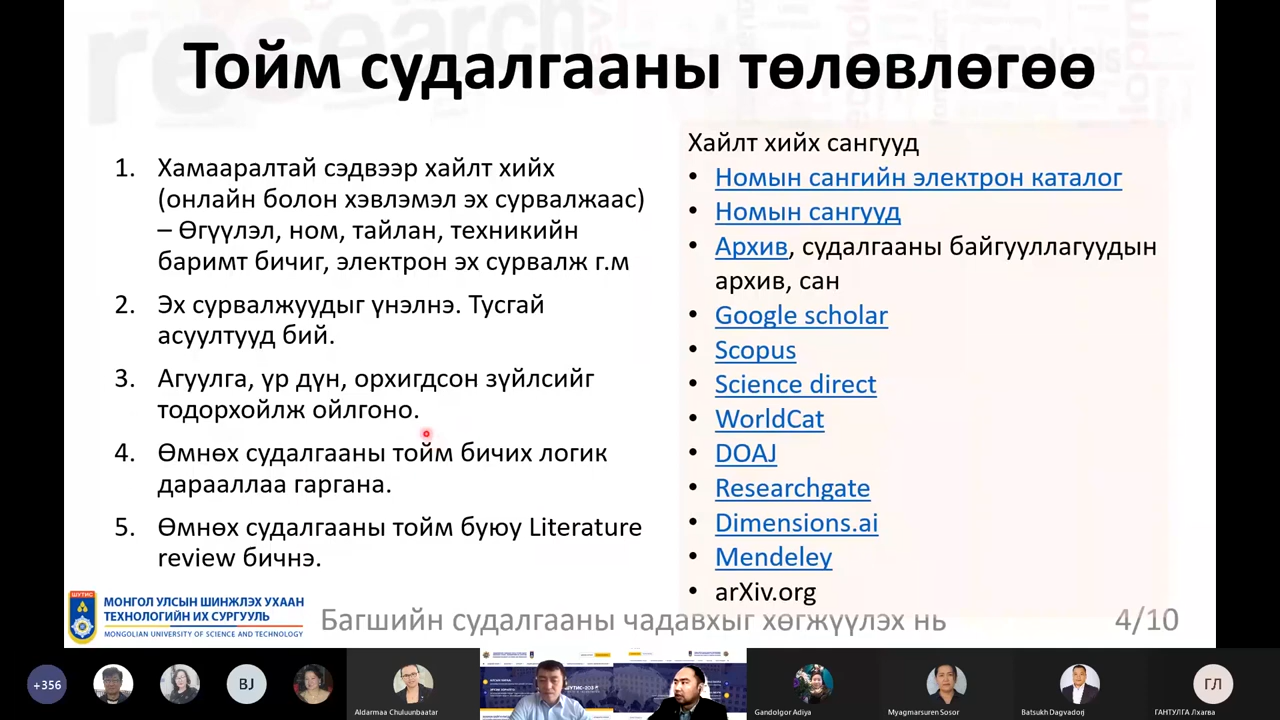 Тойм судалгааны төлөвлөгөө
1. Хамааралтай сэдвээр хайлт хийх
(онлайн болон хэвлэмэл эх сурвалжаас)
– Өгүүлэл, ном, тайлан, техникийн
баримт бичиг, электрон эх сурвалж г.м
2. Эх сурвалжуудыг үнэлнэ. Тусгай
асуултууд бий.
3. Агуулга, үр дүн, орхигдсон зүйлсийг
тодорхойлж ойлгоно.
4. Өмнөх судалгааны тойм бичих логик
дарааллаа гаргана.
5. Өмнөх судалгааны тойм буюу Literature
review бичнэ.
Хайлт хийх сангууд
• Номын сангийн электрон каталог
• Номын сангууд
• Архив, судалгааны байгууллагуудын
архив, сан
• Google scholar
• Scopus
• Science direct
• WorldCat
• DOAJ
• Researchgate
• Dimensions.ai
• Mendeley
• arXiv.org
ШУТИС
МОНГОЛ УЛСЫН ШИНЖЛЭХ УХААН
ТЕХНОЛОГИЙН ИХ СУРГУУЛЬ
MONGOLIAN UNIVERSITY OF SCIENCE AND TECHNOLOGY
Багшийн судалгааны чадавхыг хөгжүүлэх нь
4/10
+356
BJ
Aldarmaa Chuluunbaatar
Gandolgor Adiya
Myagmarsuren Sosor
Batsukh Dagvadorj
ГЛ
ГАНТУЛГА Лхагва